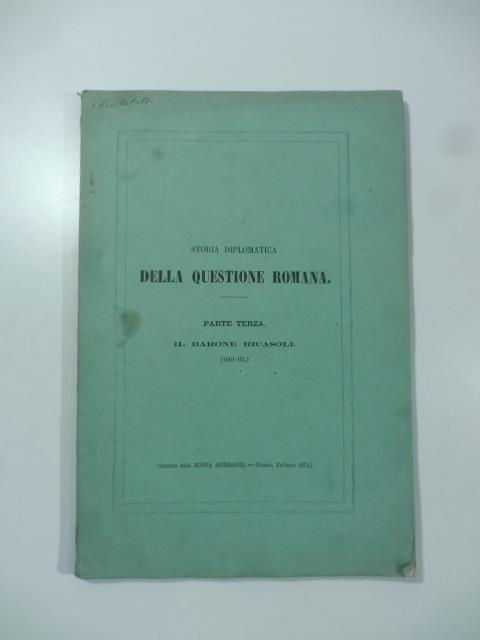 STORIA DIPLOMATICA
DELLA QUESTIONE ROMANA.
PARTE TERZA.
IL BARONE RICASOLI.
(1861-62.)
(Estratto dalla NUOVA ANTOLOGIA. — Firenze, Febbraio 1871.)